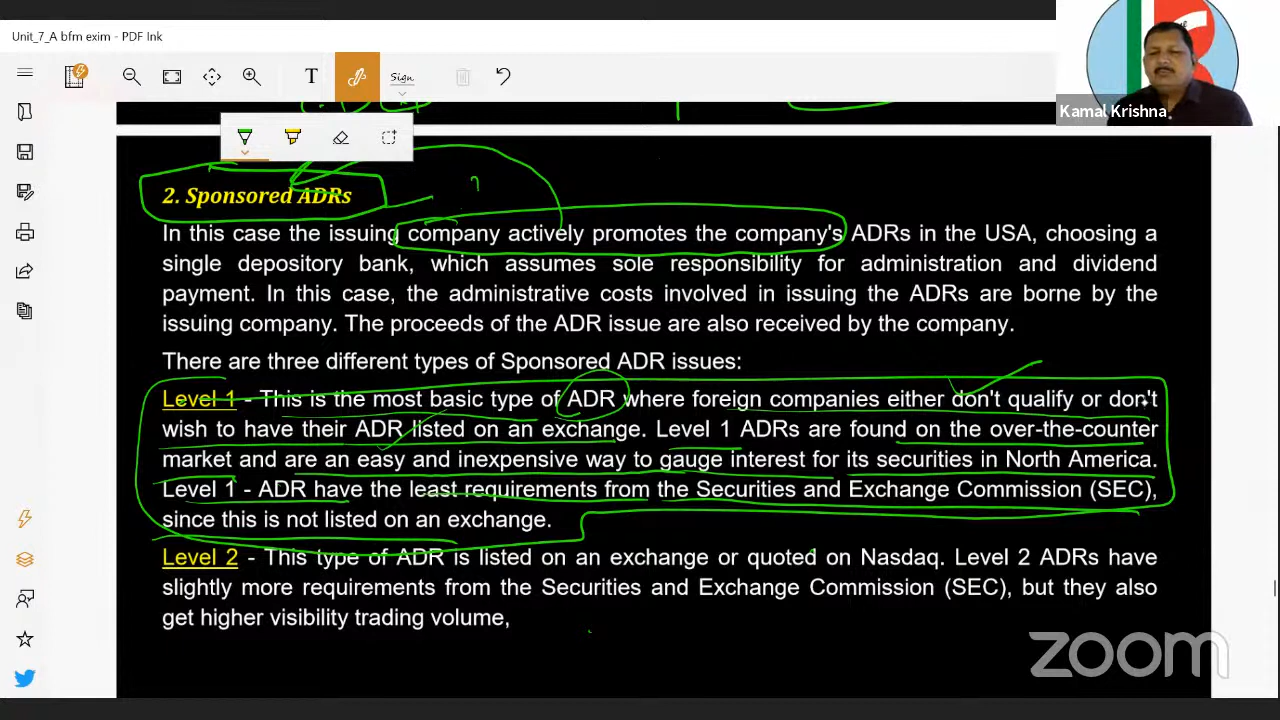 Unit_7_A bfm exim - PDF Ink
T
Sign
Kamal Krishna
2. Sponsored ADRs
In this case the issuing company actively promotes the company's ADRs in the USA, choosing a
single depository bank, which assumes sole responsibility for administration and dividend
payment. In this case, the administrative costs involved in issuing the ADRs are borne by the
issuing company. The proceeds of the ADR issue are also received by the company.
There are three different types of Sponsored ADR issues:
Level 1 - This is the most basic type of ADR where foreign companies either don't qualify or don't
wish to have their ADR listed on an exchange. Level 1 ADRs are found on the over-the-counter
market and are an easy and inexpensive way to gauge interest for its securities in North America.
Level 1 - ADR have the least requirements from the Securities and Exchange Commission (SEC),
since this is not listed on an exchange.
Level 2 - This type of ADR is listed on an exchange or quoted on Nasdaq. Level 2 ADRs have
slightly more requirements from the Securities and Exchange Commission (SEC), but they also
get higher visibility trading volume,
zoom